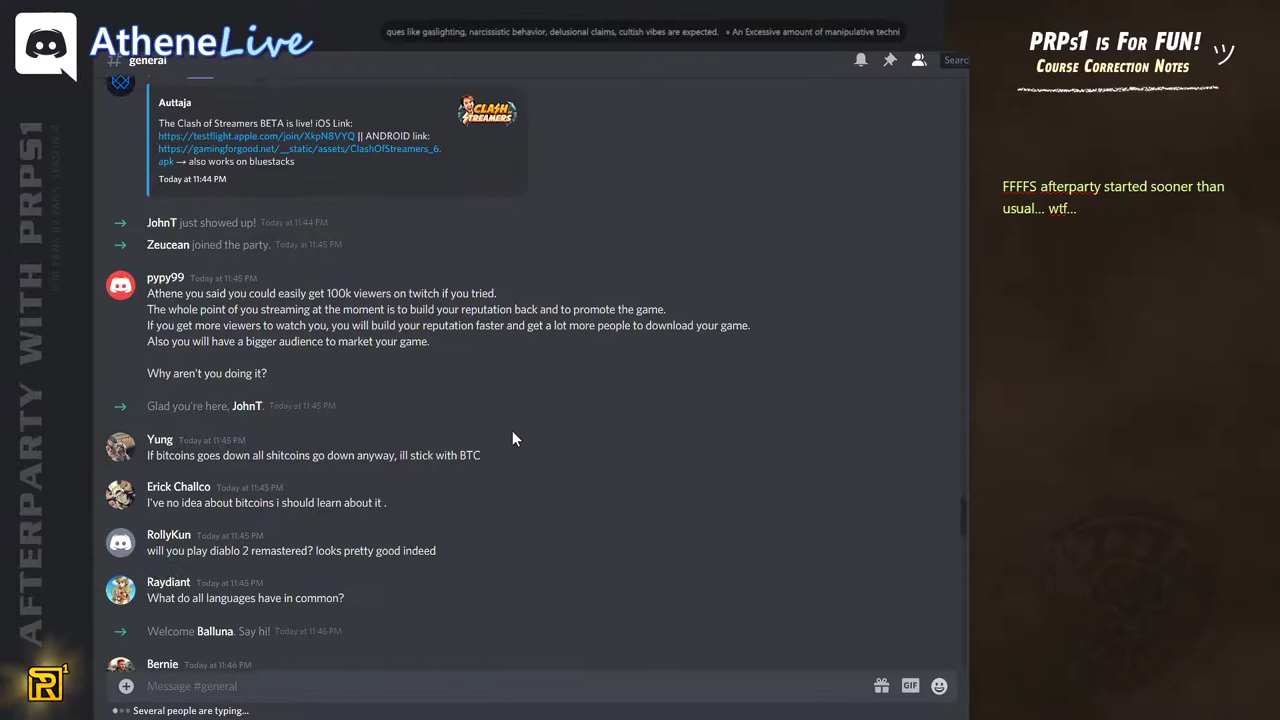 AtheneLive
ques like gaslighting, narcissistic behavior, delusional claims, cultish vibes are expected. » An Excessive amount of manipulative techni
PRPs1 is For FUN!
Course Correction Notes
# general
Searc
Auttaja
The Clash of Streamers BETA is live! iOS Link:
https://testflight.apple.com/join/XkpN8VYQ || ANDROID link:
https://gamingforgood.net/__static/assets/ClashOfStreamers_6.
apk → also works on bluestacks
Today at 11:44 PM
CLASH
OF STREAMERS
FFFFS afterparty started sooner than
usual... wtf...
JohnT just showed up! Today at 11:44 PM
Zeucean joined the party. Today at 11:45 PM
pypy99 Today at 11:45 PM
Athene you said you could easily get 100k viewers on twitch if you tried.
The whole point of you streaming at the moment is to build your reputation back and to promote the game.
If you get more viewers to watch you, you will build your reputation faster and get a lot more people to download your game.
Also you will have a bigger audience to market your game.
Why aren't you doing it?
Glad you're here, JohnT. Today at 11:45 PM
Yung Today at 11:45 PM
If bitcoins goes down all shitcoins go down anyway, ill stick with BTC
Erick Challco Today at 11:45 PM
I've no idea about bitcoins i should learn about it .
RollyKun Today at 11:45 PM
will you play diablo 2 remastered? looks pretty good indeed
Raydiant Today at 11:45 PM
What do all languages have in common?
Welcome Balluna. Say hi! Today at 11:46 PM
Bernie Today at 11:46 PM
Message #general
GIF
Several people are typing...
AFTERPARTY WITH PRPS1
R1